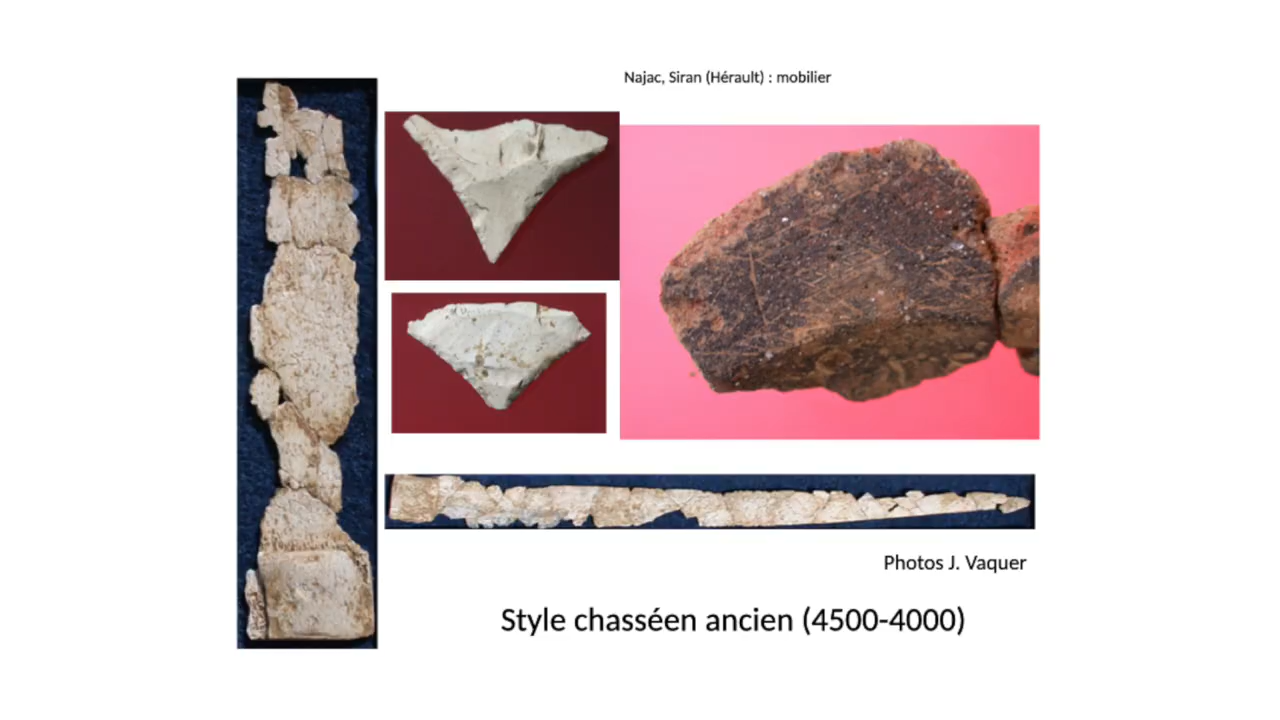 Najac, Siran (Hérault) : mobilier
Photos J. Vaquer
Style chasséen ancien (4500-4000)